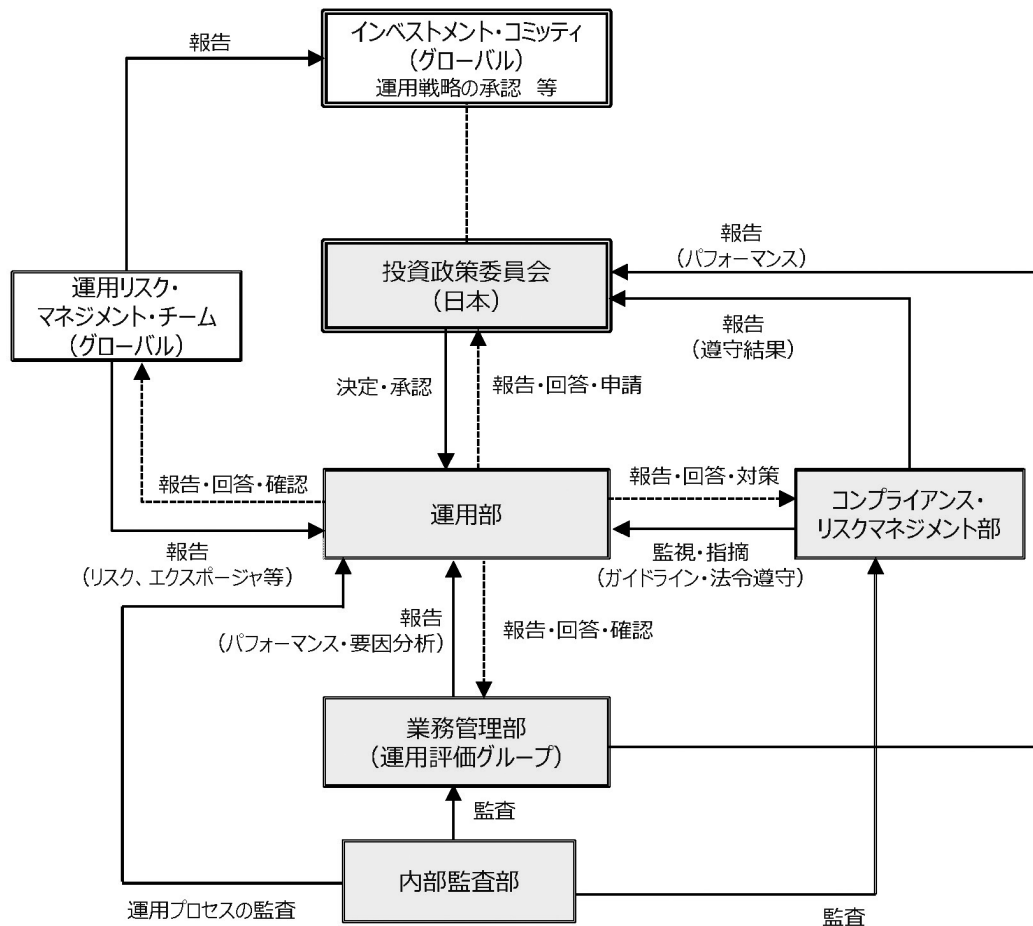 報告
インベストメント・コミッティ
(グローバル)
運用戦略の承認 等
報告
(パフォーマンス)
投資政策委員会
(日本)
運用リスク・
マネジメント・チーム
(グローバル)
報告
(遵守結果)
決定・承認
報告・回答・申請
報告・回答・確認
運用部
報告・回答・対策
コンプライアンス・
リスクマネジメント部
報告
(リスク、エクスポージャ等)
監視・指摘
(ガイドライン・法令遵守)
報告
(パフォーマンス・要因分析)
報告・回答・確認
業務管理部
(運用評価グループ)
監査
内部監査部
運用プロセスの監査
監査